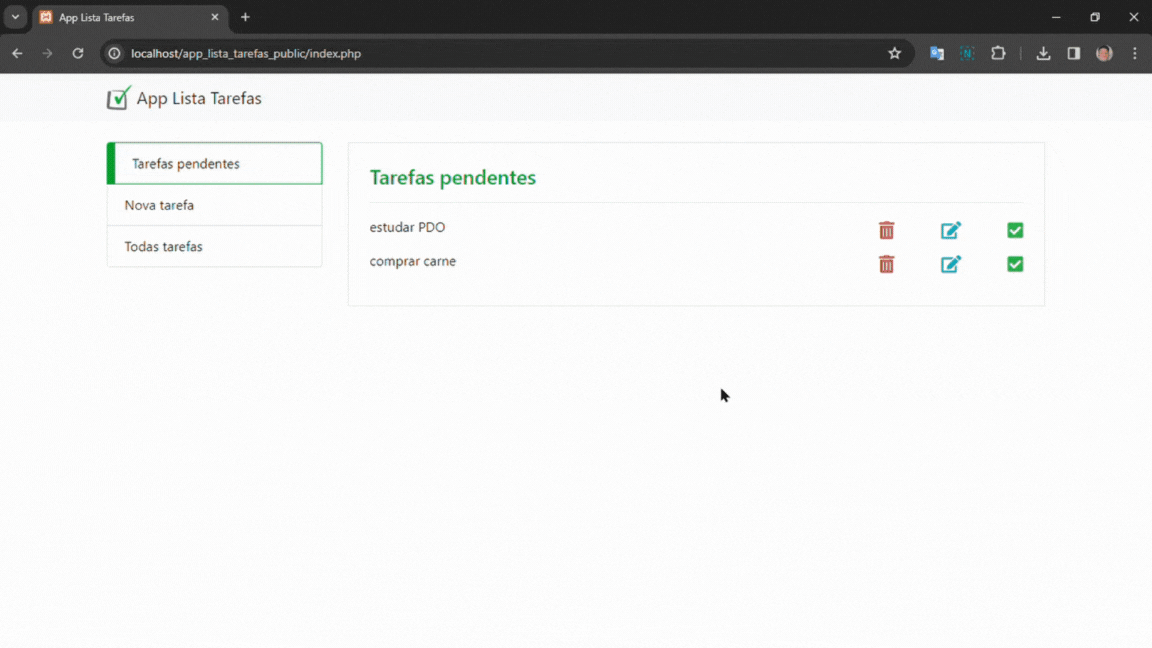 App Lista Tarefas
localhost/app_lista_tarefas_public/index.php
App Lista Tarefas
Tarefas pendentes
Nova tarefa
Todas tarefas
Tarefas pendentes
estudar PDO
comprar carne